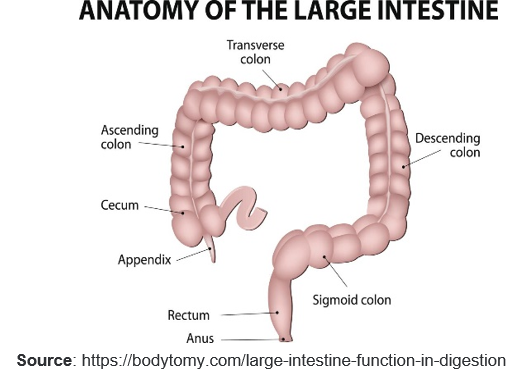 ANATOMY OF THE LARGE INTESTINE
Transverse
colon
Ascending
colon
Descending
colon
Cecum
Appendix
Sigmoid colon
Rectum
Anus
Source: https://bodytomy.com/large-intestine-function-in-digestion